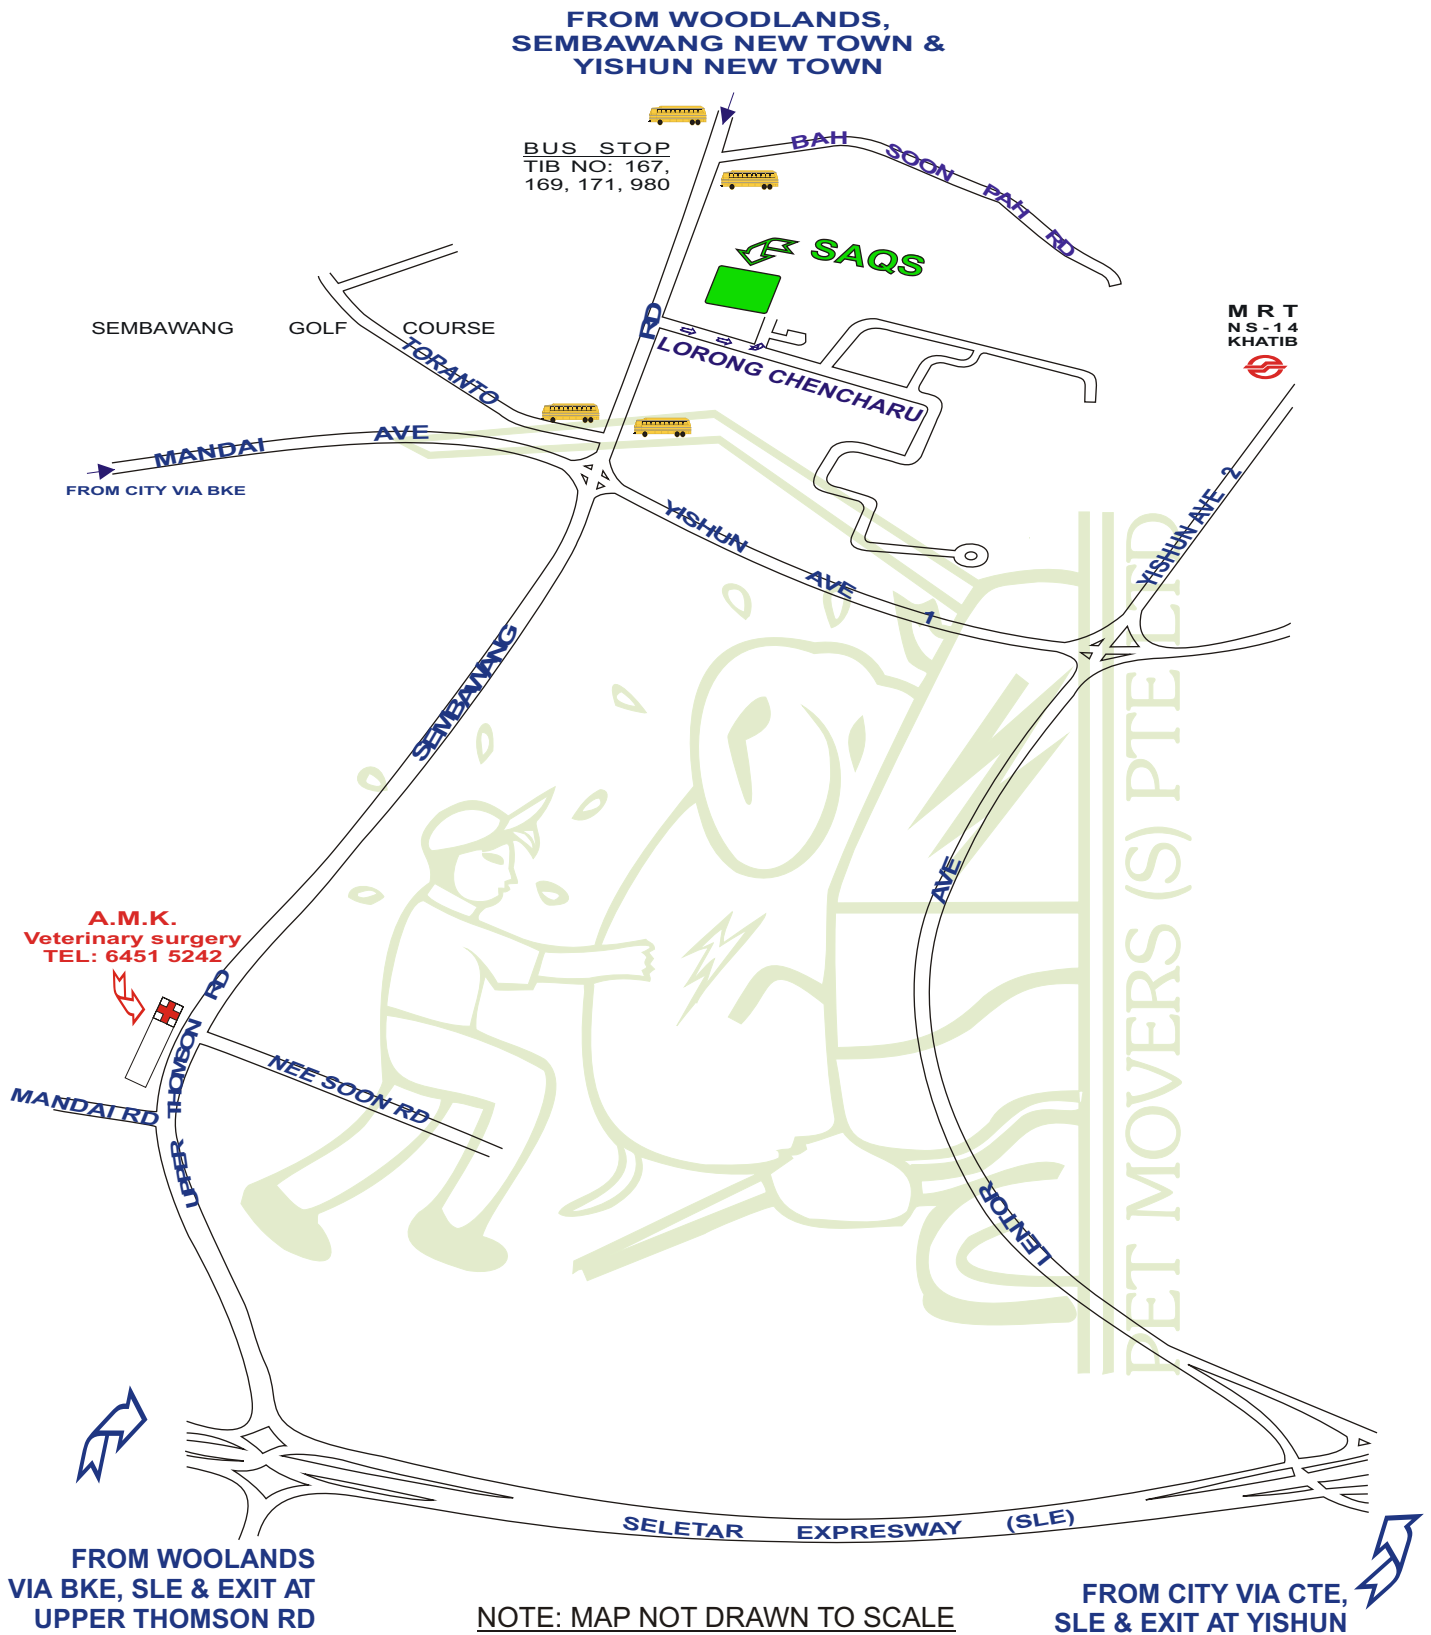 FROM WOODLANDS,
SEMBAWANG NEW TOWN &
YISHUN NEW TOWN
BUS STOP
TIB NO: 167,
169, 171, 980
BAH SOON PAH RD
SAQS
SEMBAWANG GOLF COURSE
MRT
NS-14
KHATIB
RD
LORONG CHENCHARU
TORANTO
MANDAI AVE
FROM CITY VIA BKE
YISHUN AVE 1
YISHUN AVE 2
SEMBAWANG
AVE
LENTOR
A.M.K.
Veterinary surgery
TEL: 6451 5242
RD
UPPER THOMSON
NEE SOON RD
MANDAI RD
PET MOVERS (S) PTE LTD
SELETAR EXPRESWAY (SLE)
FROM WOOLANDS
VIA BKE, SLE & EXIT AT
UPPER THOMSON RD
NOTE: MAP NOT DRAWN TO SCALE
FROM CITY VIA CTE,
SLE & EXIT AT YISHUN